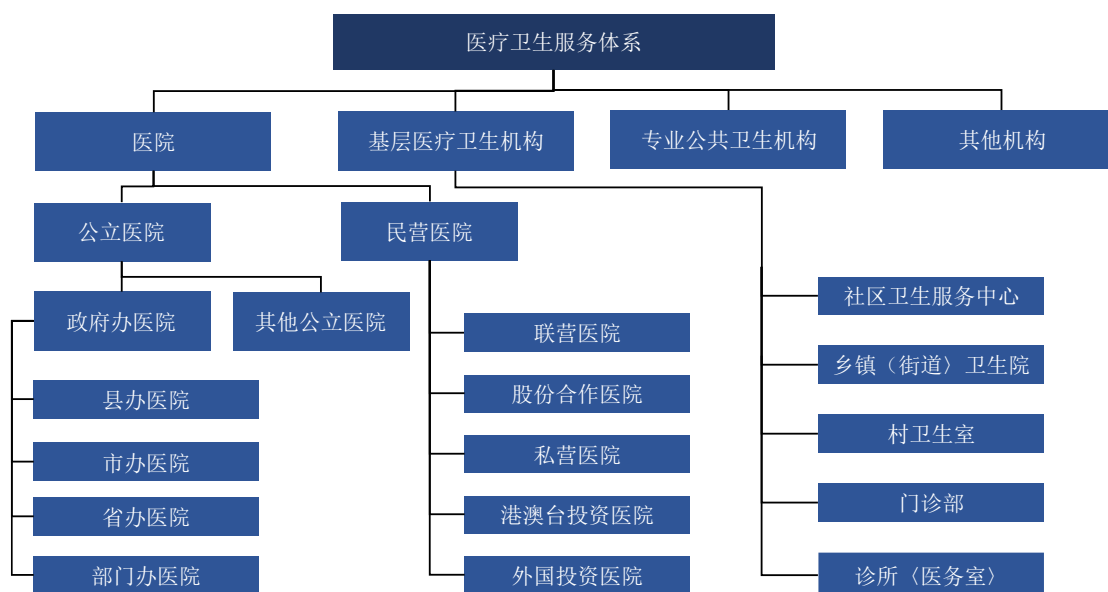 医疗卫生服务体系
医院
基层医疗卫生机构
专业公共卫生机构
其他机构
公立医院
民营医院
政府办医院
其他公立医院
县办医院
市办医院
省办医院
部门办医院
联营医院
股份合作医院
私营医院
港澳台投资医院
外国投资医院
社区卫生服务中心
乡镇（街道〉卫生院
村卫生室
门诊部
诊所〈医务室〉